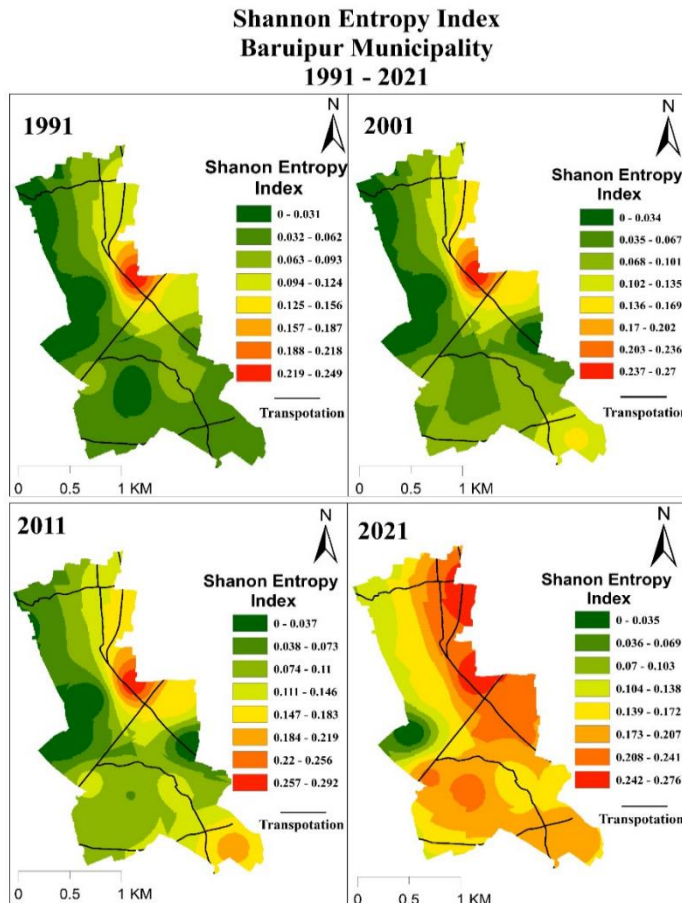 Shannon Entropy Index
Baruipur Municipality
1991 - 2021
1991
N
Shanon Entropy
Index
0 - 0.031
0.032 - 0.062
0.063 - 0.093
0.094 - 0.124
0.125 - 0.156
0.157 - 0.187
0.188 - 0.218
0.219 - 0.249
Transpotation
0 0.5 1 KM
2001
N
Shanon Entropy
Index
0 - 0.034
0.035 - 0.067
0.068 - 0.101
0.102 - 0.135
0.136 - 0.169
0.17 - 0.202
0.203 - 0.236
0.237 - 0.27
Transpotation
0 0.5 1 KM
2011
N
Shanon Entropy
Index
0 - 0.037
0.038 - 0.073
0.074 - 0.11
0.111 - 0.146
0.147 - 0.183
0.184 - 0.219
0.22 - 0.256
0.257 - 0.292
Transpotation
0 0.5 1 KM
2021
N
Shanon Entropy
Index
0 - 0.035
0.036 - 0.069
0.07 - 0.103
0.104 - 0.138
0.139 - 0.172
0.173 - 0.207
0.208 - 0.241
0.242 - 0.276
Transpotation
0 0.5 1 KM